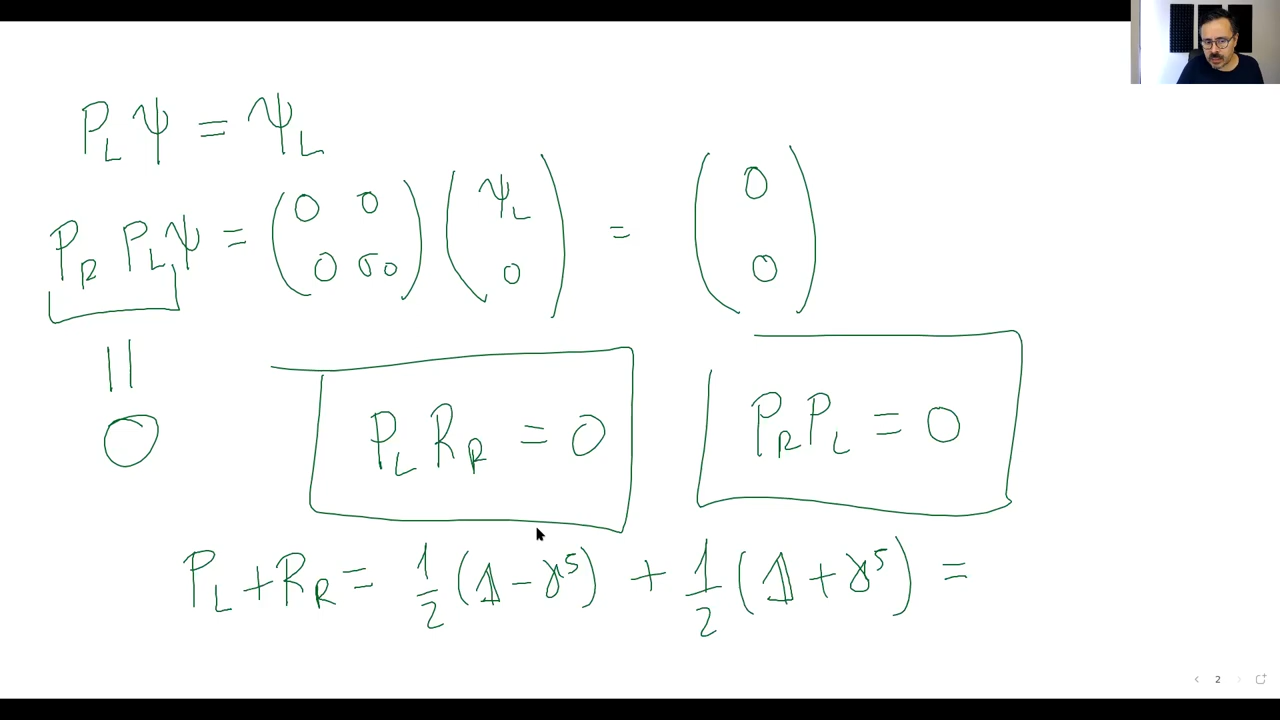 P_L ψ = ψ_L
P_R P_L ψ = ( 0 0 ; 0 σ0 ) ( ψ_L ; 0 ) = ( 0 ; 0 )
||
0
P_L R_R = 0
P_R P_L = 0
P_L + R_R = 1/2 (𝟙 - γ^5) + 1/2 (𝟙 + γ^5) =
2